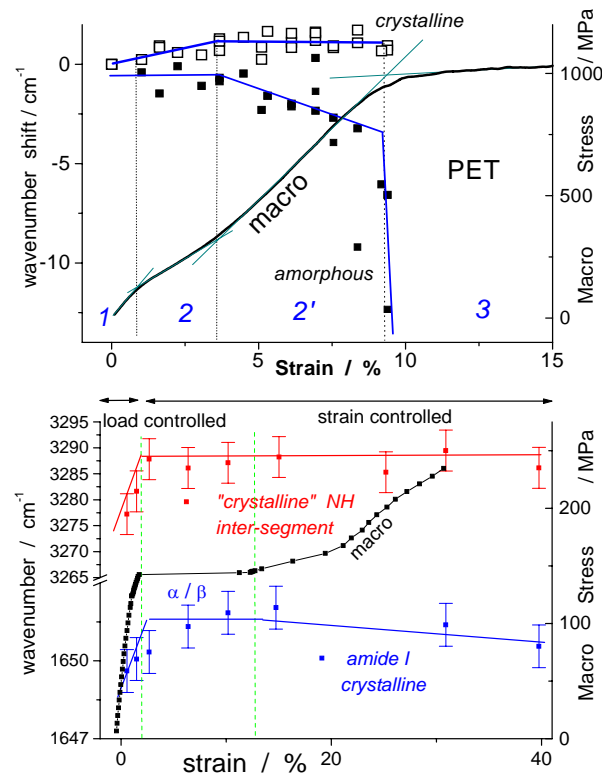 crystalline
wavenumber shift / cm⁻¹
0
-5
-10
macro
amorphous
PET
1
2
2'
3
1000
500
0
Macro Stress / MPa
0
5
10
15
Strain / %
load controlled
strain controlled
wavenumber / cm⁻¹
3295
3290
3285
3280
3275
3270
3265
1650
1647
"crystalline" NH
inter-segment
macro
α / β
amide I
crystalline
200
100
0
Macro Stress / MPa
0
10
20
30
40
strain / %